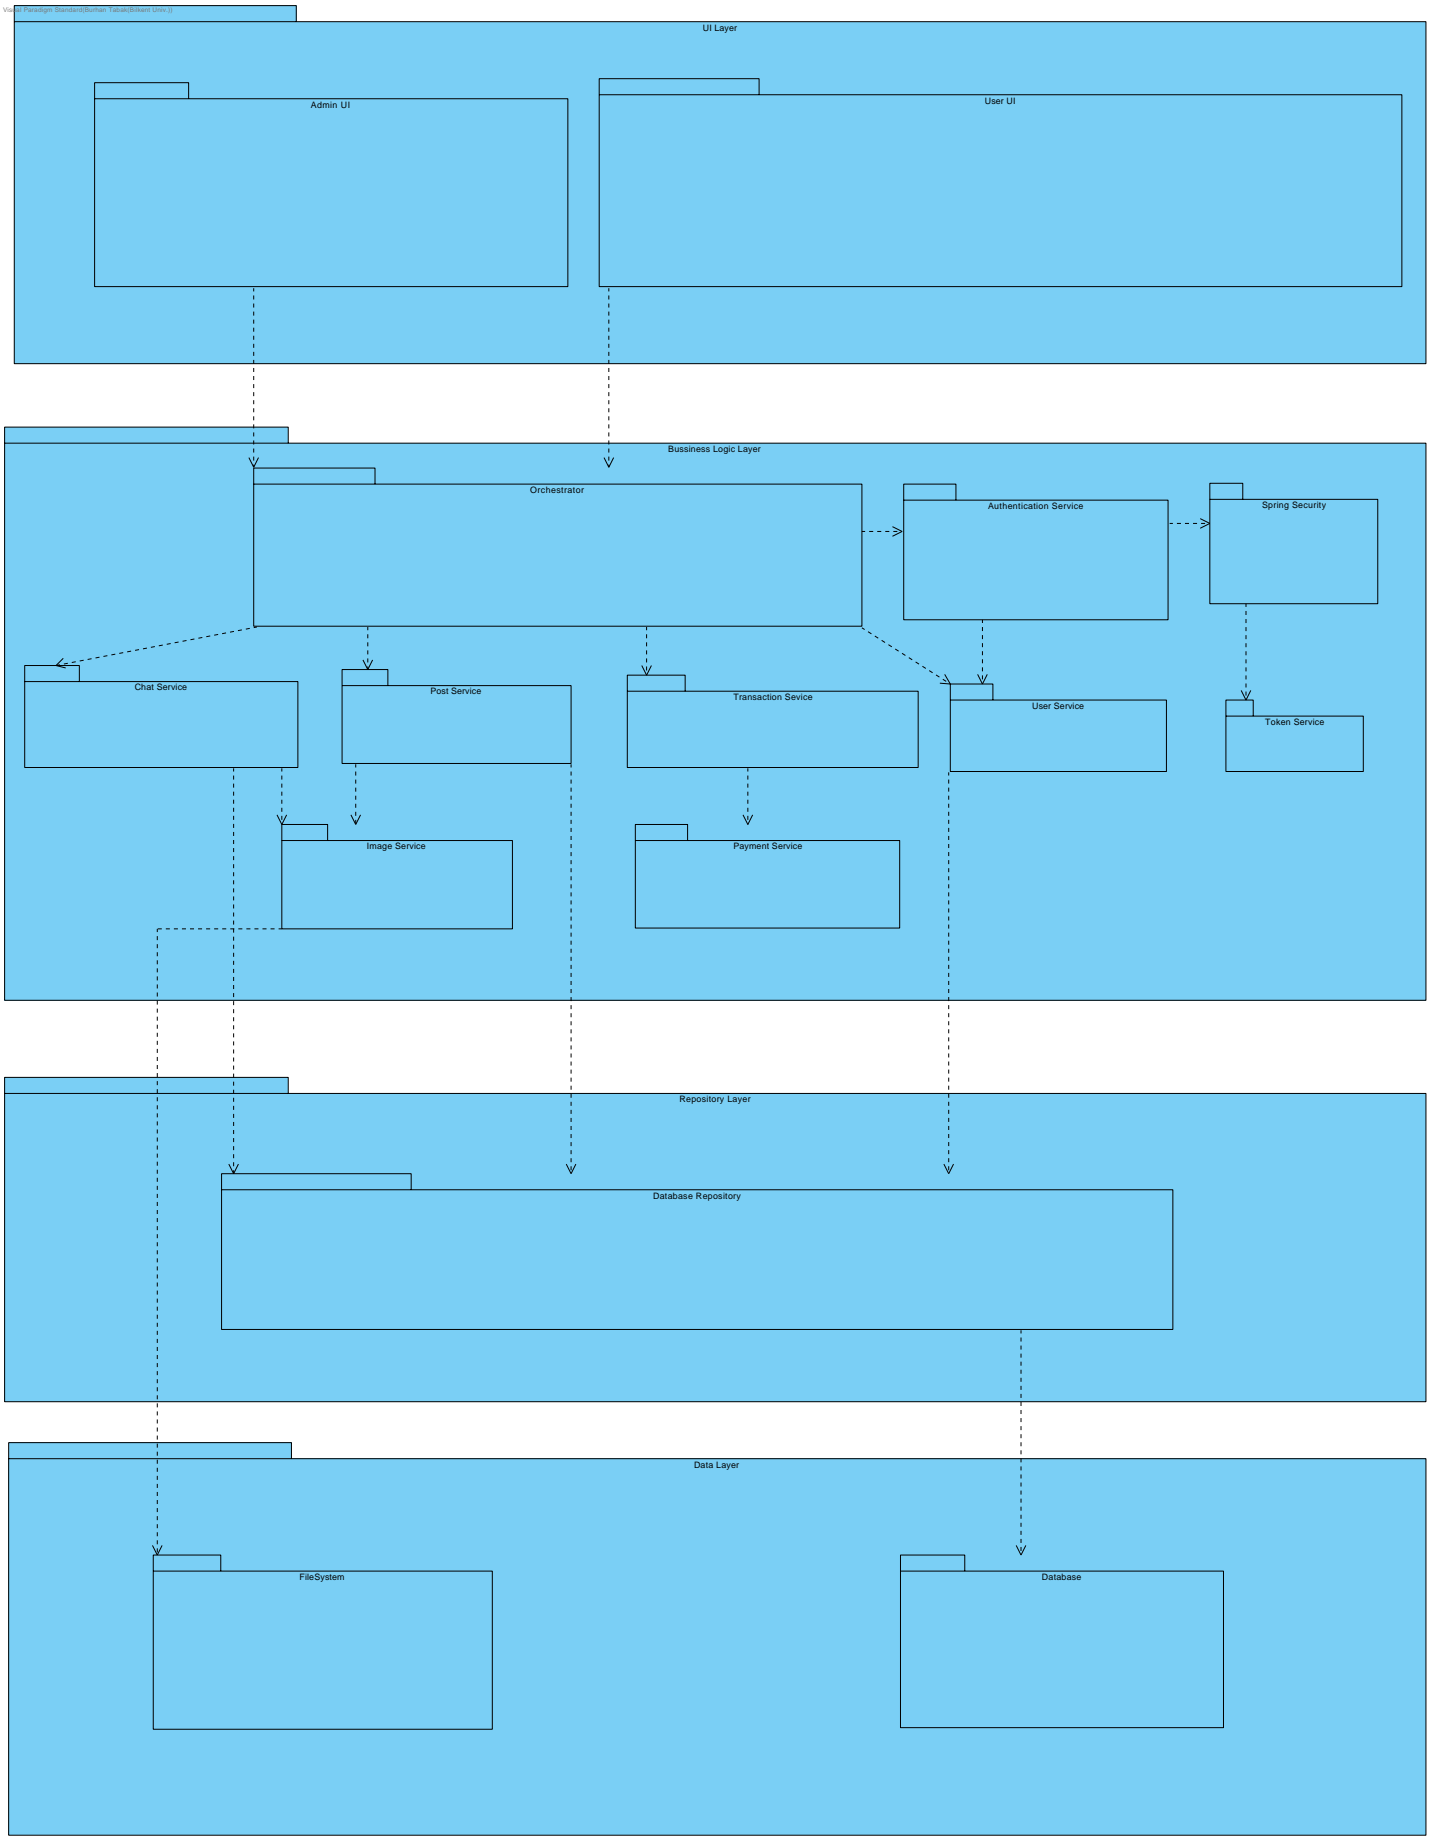 Visual Paradigm Standard(Burhan Tabak(Bilkent Univ.))
UI Layer
Admin UI
User UI
Bussiness Logic Layer
Orchestrator
Authentication Service
Spring Security
Chat Service
Post Service
Transaction Sevice
User Service
Token Service
Image Service
Payment Service
Repository Layer
Database Repository
Data Layer
FileSystem
Database